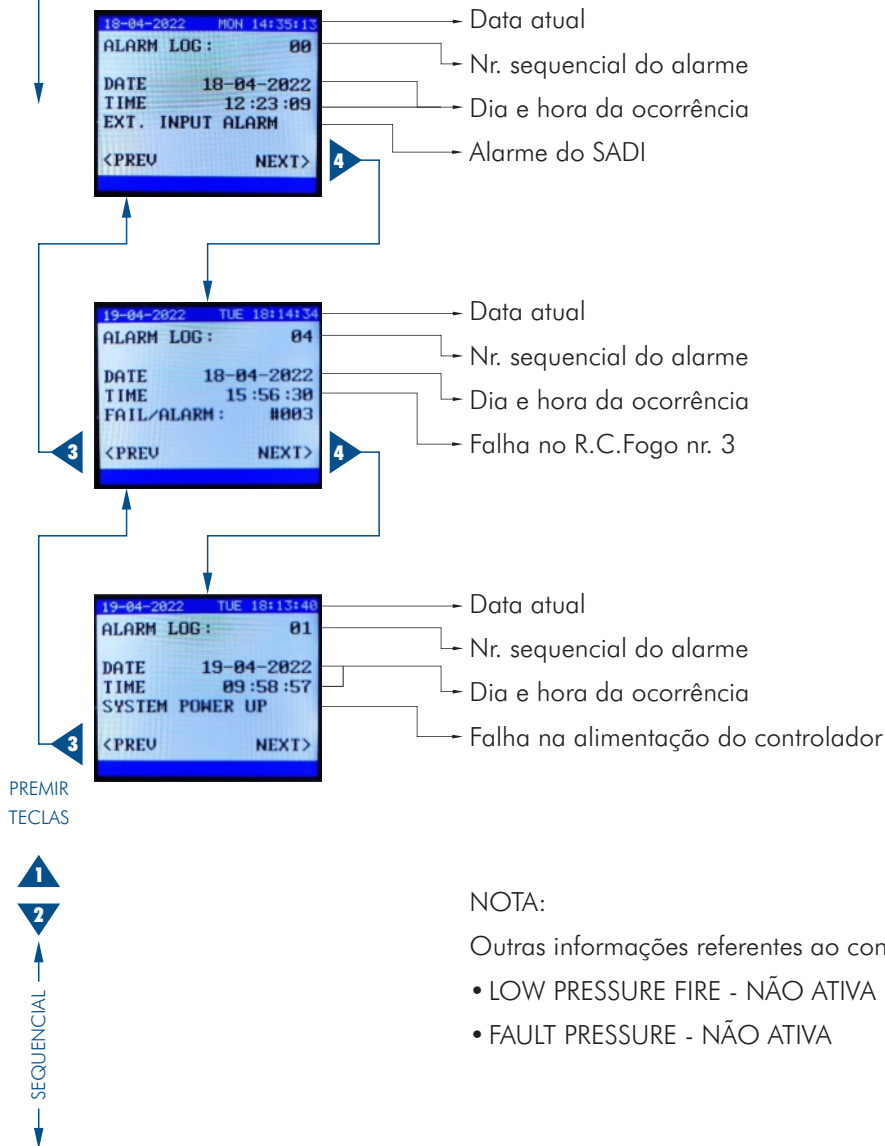 18-04-2022 MON 14:35:13
ALARM LOG: 00
DATE 18-04-2022
TIME 12:23:09
EXT. INPUT ALARM
<PREV NEXT>
4
Data atual
Nr. sequencial do alarme
Dia e hora da ocorrência
Alarme do SADI
19-04-2022 TUE 18:14:34
ALARM LOG: 04
DATE 18-04-2022
TIME 15:56:30
FAIL/ALARM: #003
<PREV NEXT>
3
4
Data atual
Nr. sequencial do alarme
Dia e hora da ocorrência
Falha no R.C.Fogo nr. 3
19-04-2022 TUE 18:13:40
ALARM LOG: 01
DATE 19-04-2022
TIME 09:58:57
SYSTEM POWER UP
<PREV NEXT>
3
Data atual
Nr. sequencial do alarme
Dia e hora da ocorrência
Falha na alimentação do controlador
PREMIR
TECLAS
1
2
SEQUENCIAL
NOTA:
Outras informações referentes ao con
• LOW PRESSURE FIRE - NÃO ATIVA
• FAULT PRESSURE - NÃO ATIVA